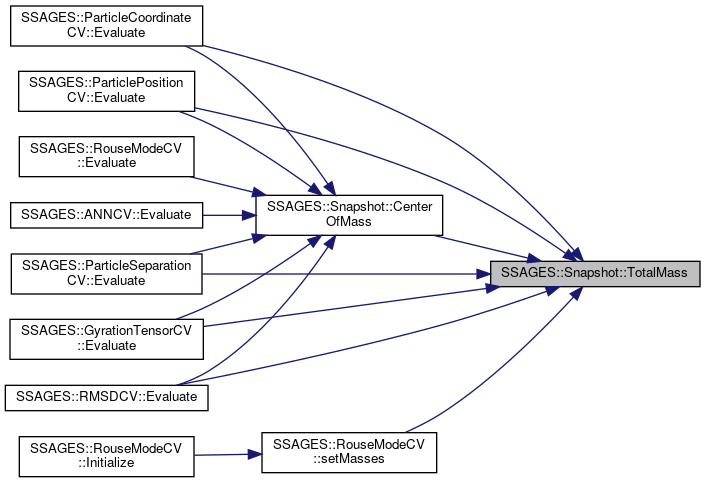 SSAGES::ParticleCoordinate
CV::Evaluate
SSAGES::ParticlePosition
CV::Evaluate
SSAGES::RouseModeCV
::Evaluate
SSAGES::ANNCV::Evaluate
SSAGES::ParticleSeparation
CV::Evaluate
SSAGES::GyrationTensorCV
::Evaluate
SSAGES::RMSDCV::Evaluate
SSAGES::RouseModeCV
::Initialize
SSAGES::Snapshot::Center
OfMass
SSAGES::RouseModeCV
::setMasses
SSAGES::Snapshot::TotalMass